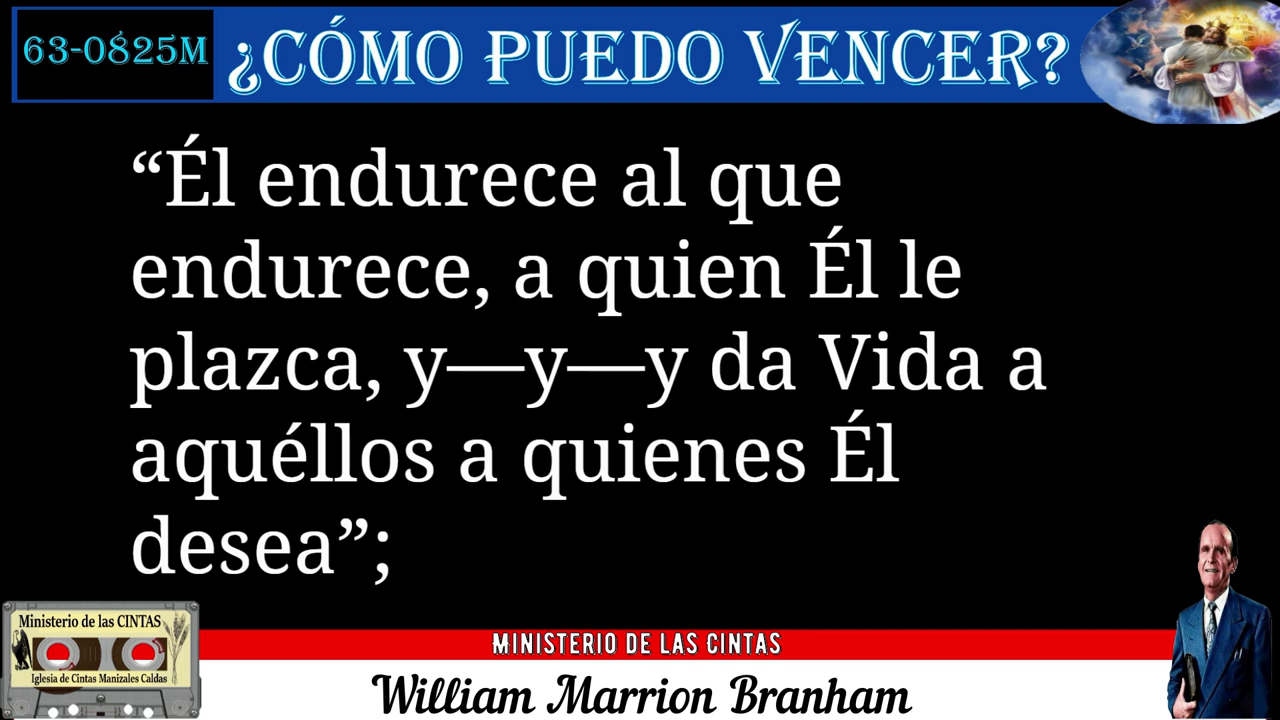 63-0825M
¿CÓMO PUEDO VENCER?
“Él endurece al que
endurece, a quien Él le
plazca, y—y—y da Vida a
aquéllos a quienes Él
desea”;
Ministerio de las CINTAS
Iglesia de Cintas Manizales Caldas
MINISTERIO DE LAS CINTAS
William Marrion Branham